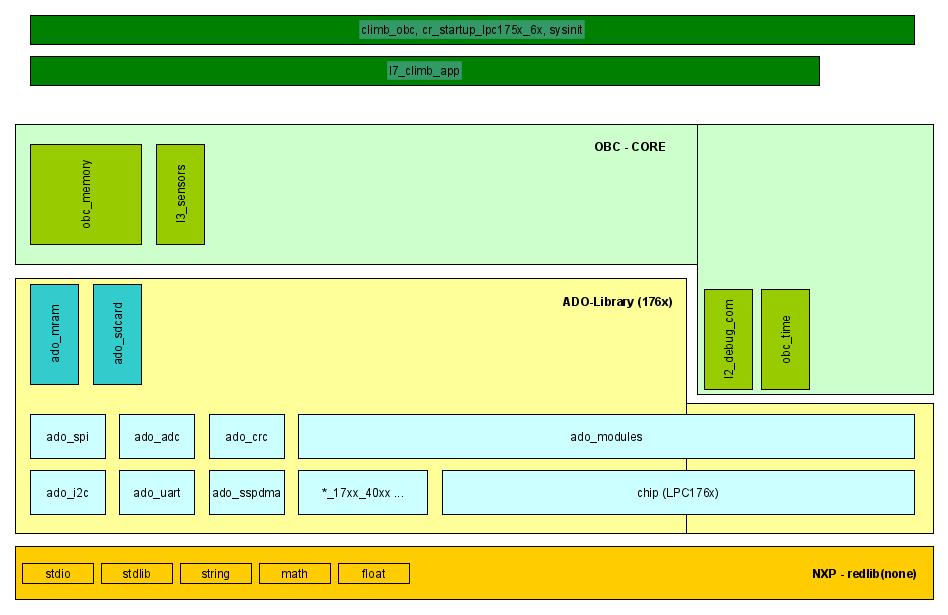 climb_obc, cr_startup_lpc175x_6x, sysinit
l7_climb_app
OBC - CORE
obc_memory
l3_sensors
ADO-Library (176x)
ado_mram
ado_sdcard
l2_debug_com
obc_time
ado_spi
ado_adc
ado_crc
ado_modules
ado_i2c
ado_uart
ado_sspdma
*_17xx_40xx ...
chip (LPC176x)
stdio
stdlib
string
math
float
NXP - redlib(none)